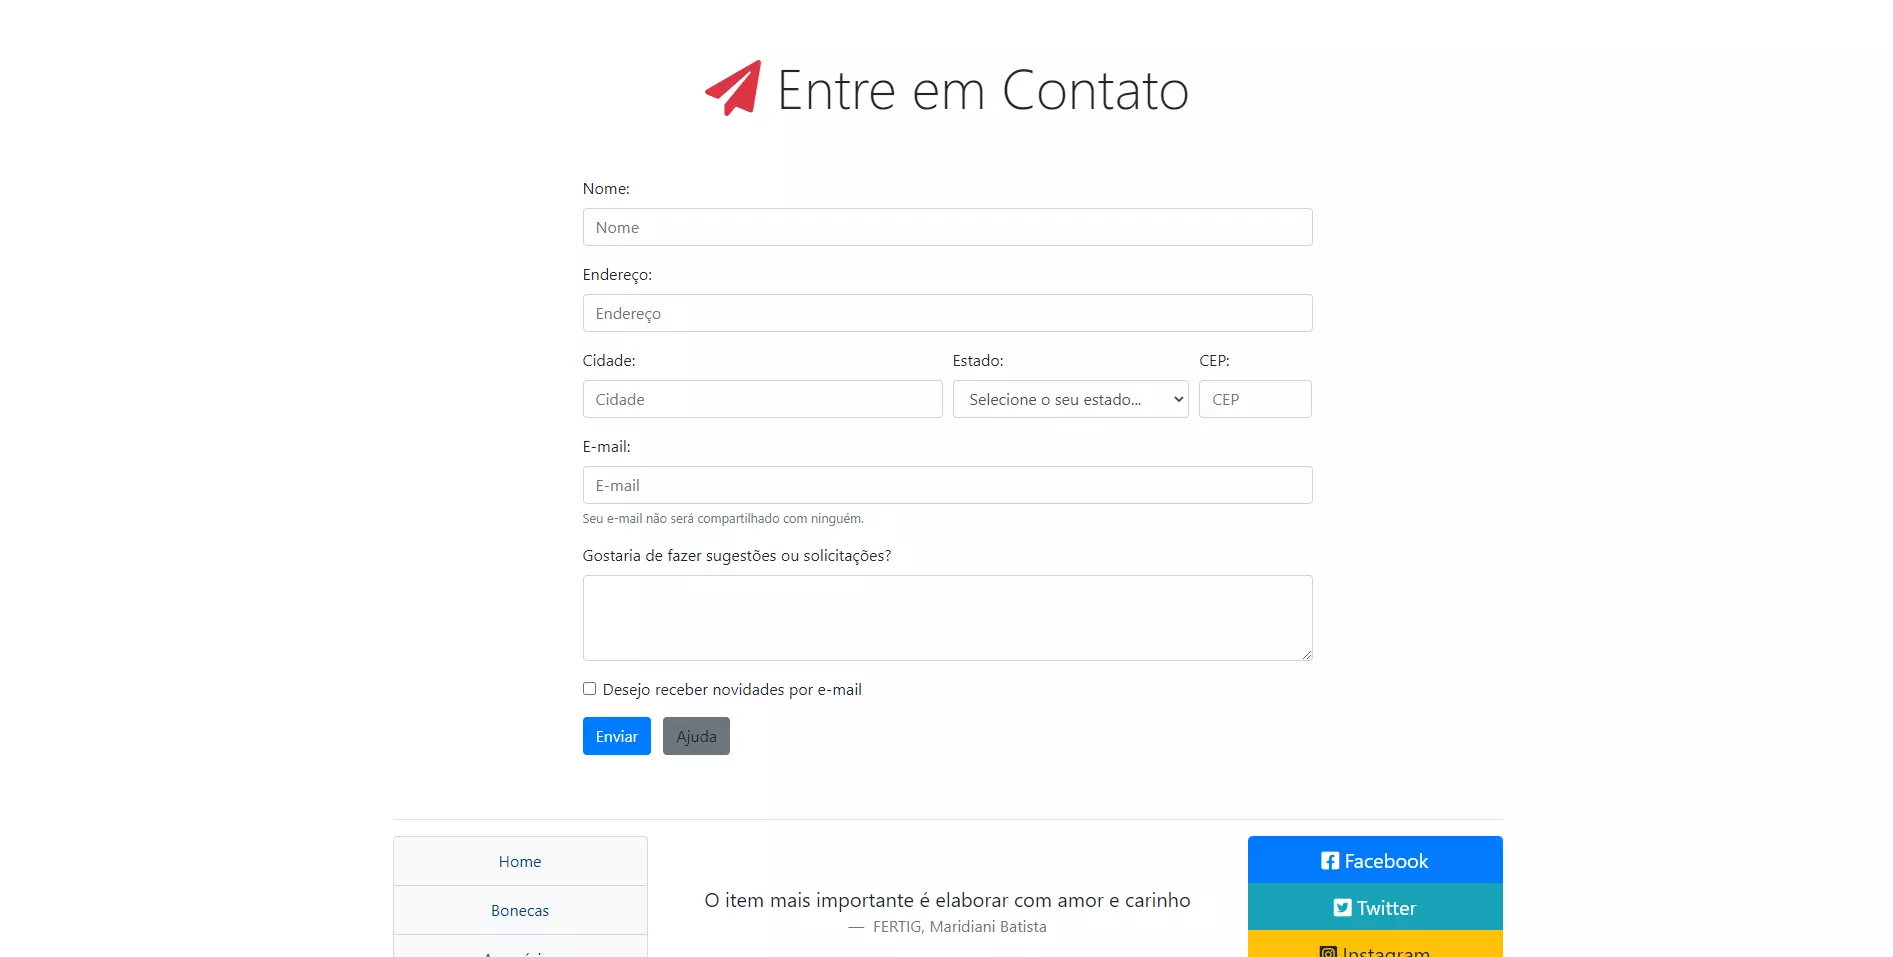 Entre em Contato
Nome:
Nome
Endereço:
Endereço
Cidade: Estado: CEP:
Cidade Selecione o seu estado... CEP
E-mail:
E-mail
Seu e-mail não será compartilhado com ninguém.
Gostaria de fazer sugestões ou solicitações?
Desejo receber novidades por e-mail
Enviar Ajuda
Home
Bonecas
O item mais importante é elaborar com amor e carinho
— FERTIG, Maridiani Batista
Facebook
Twitter
Instagram